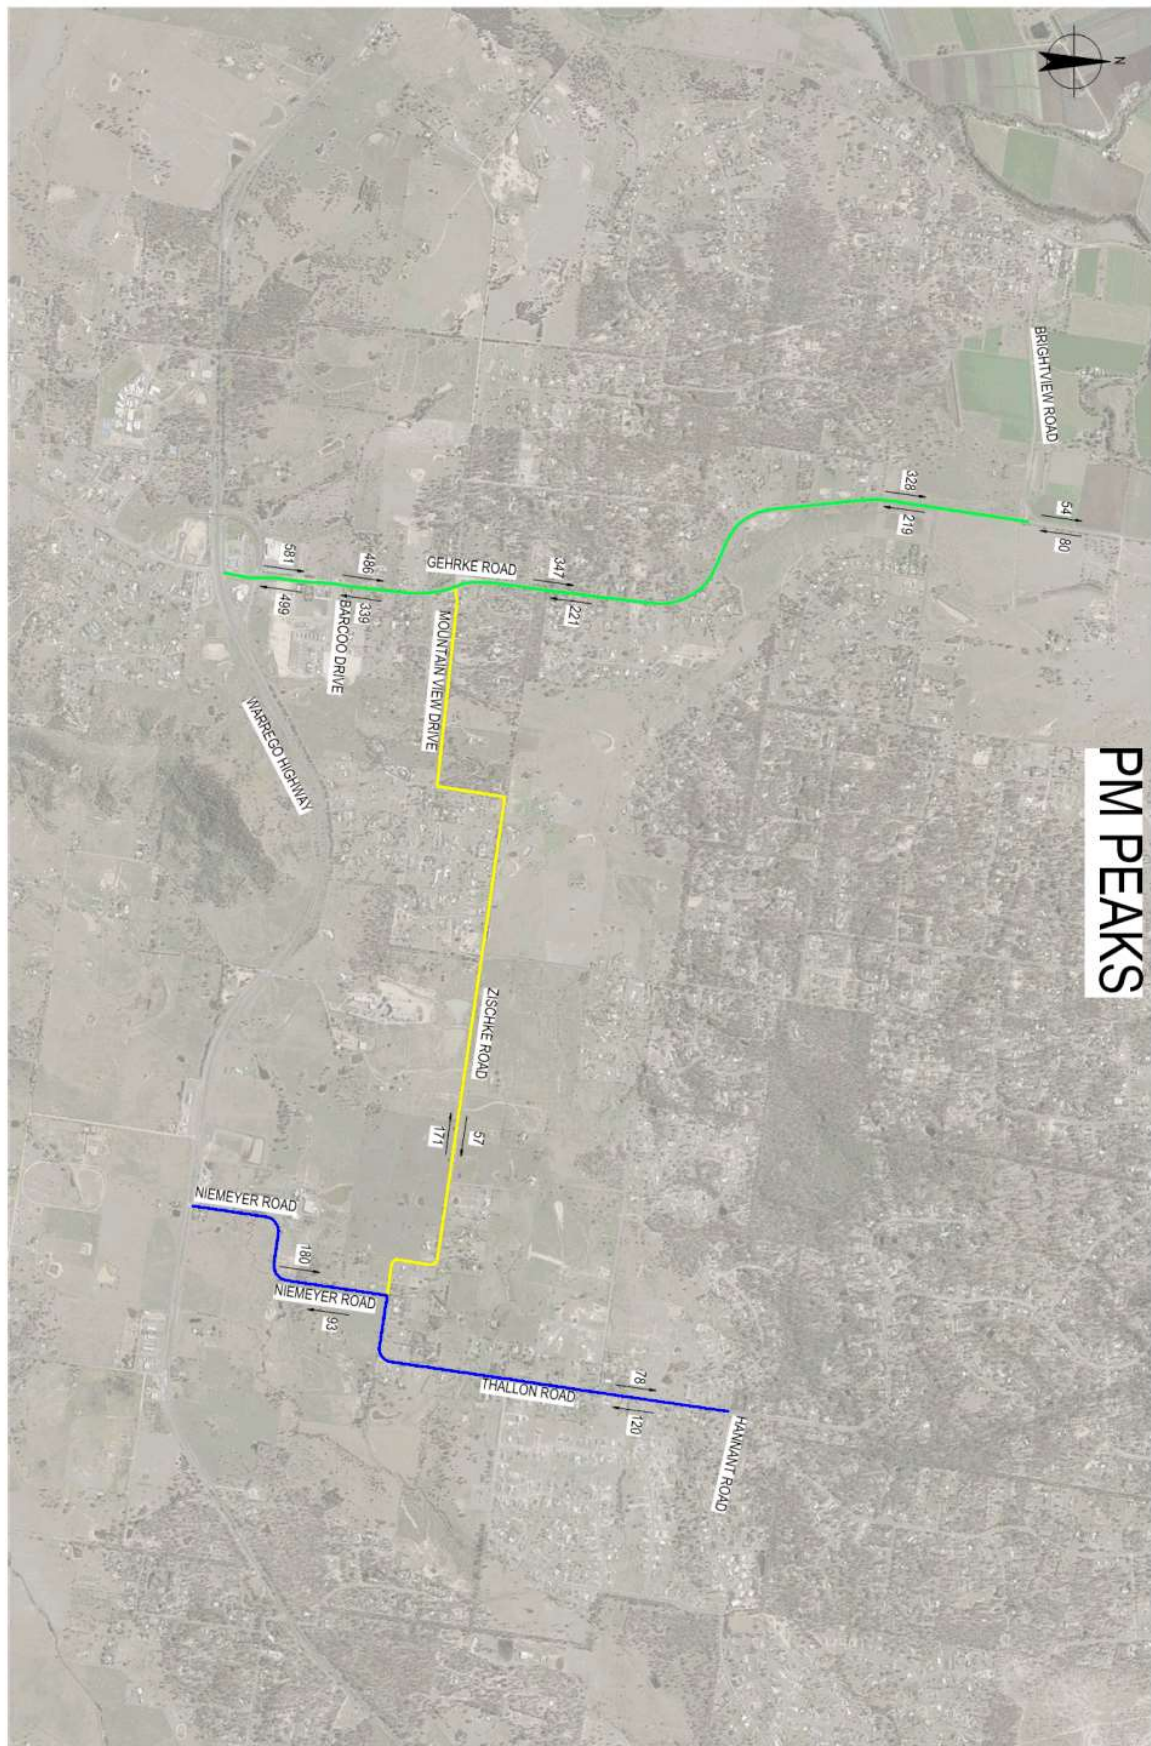 PM PEAKS
N
BRIGHTVIEW ROAD
54
80
328
219
347
221
GEHRKE ROAD
486
339
581
499
BARCOO DRIVE
MOUNTAIN VIEW DRIVE
WARREGO HIGHWAY
ZISCHKE ROAD
57
171
NIEMEYER ROAD
180
NIEMEYER ROAD
93
THALLON ROAD
78
120
HANNANT ROAD